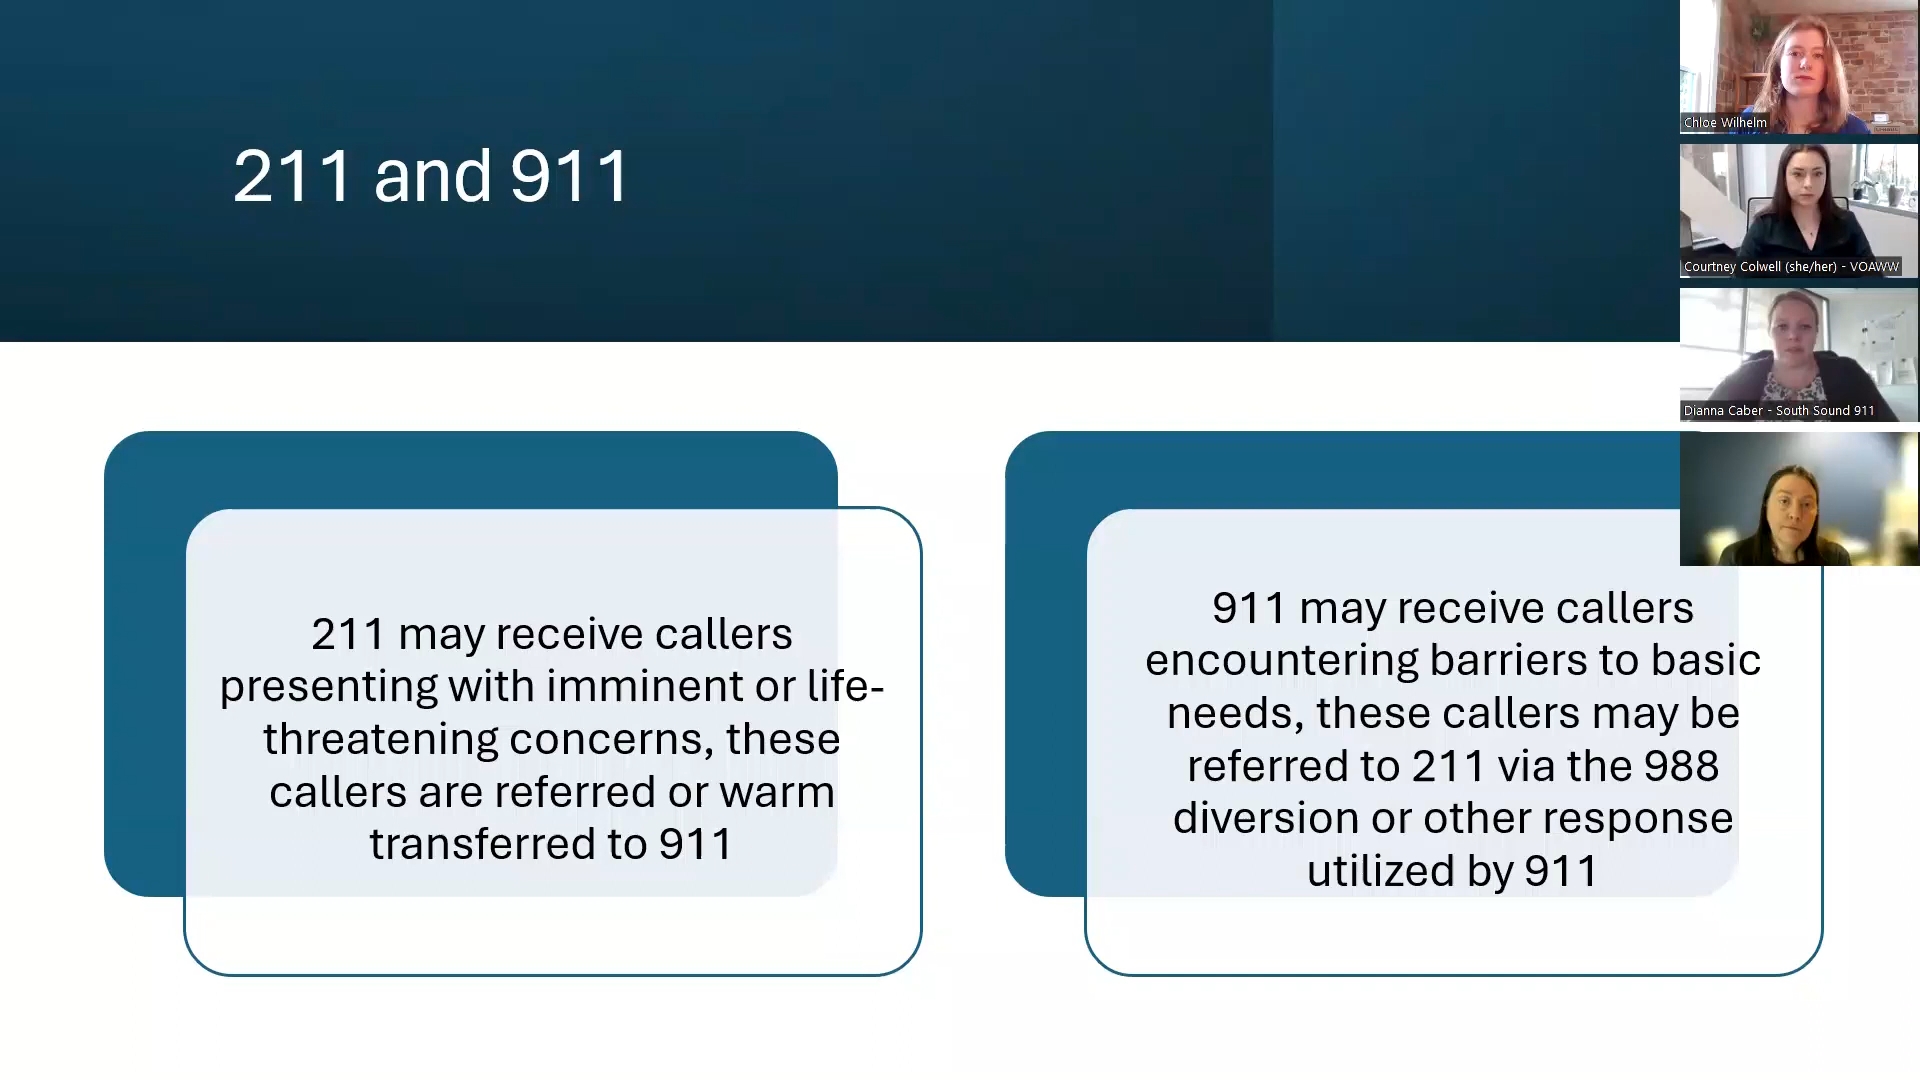 211 and 911
211 may receive callers
presenting with imminent or life-
threatening concerns, these
callers are referred or warm
transferred to 911
911 may receive callers
encountering barriers to basic
needs, these callers may be
referred to 211 via the 988
diversion or other response
utilized by 911
Chloe Wilhelm
Courtney Colwell (she/her) - VOAWW
Dianna Caber - South Sound 911